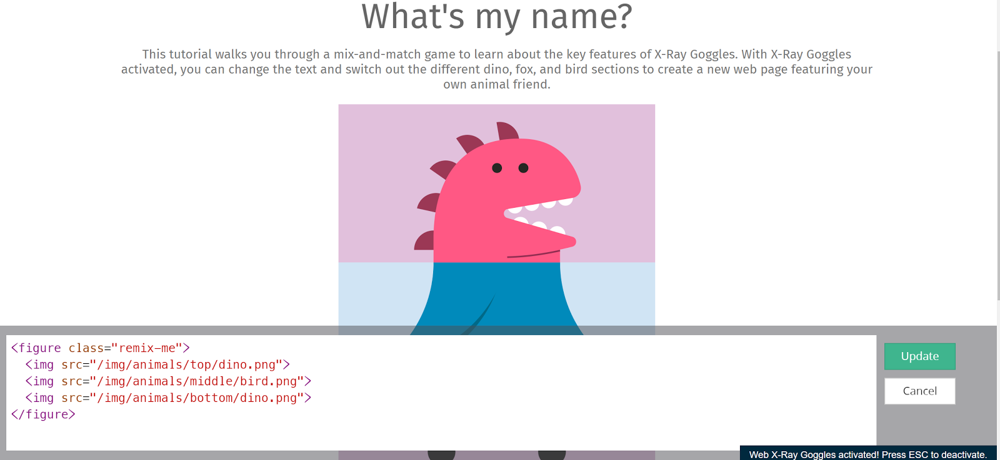 What's my name?
This tutorial walks you through a mix-and-match game to learn about the key features of X-Ray Goggles. With X-Ray Goggles
activated, you can change the text and switch out the different dino, fox, and bird sections to create a new web page featuring your
own animal friend.
<figure class="remix-me">
  <img src="/img/animals/top/dino.png">
  <img src="/img/animals/middle/bird.png">
  <img src="/img/animals/bottom/dino.png">
</figure>
Update
Cancel
Web X-Ray Goggles activated! Press ESC to deactivate.